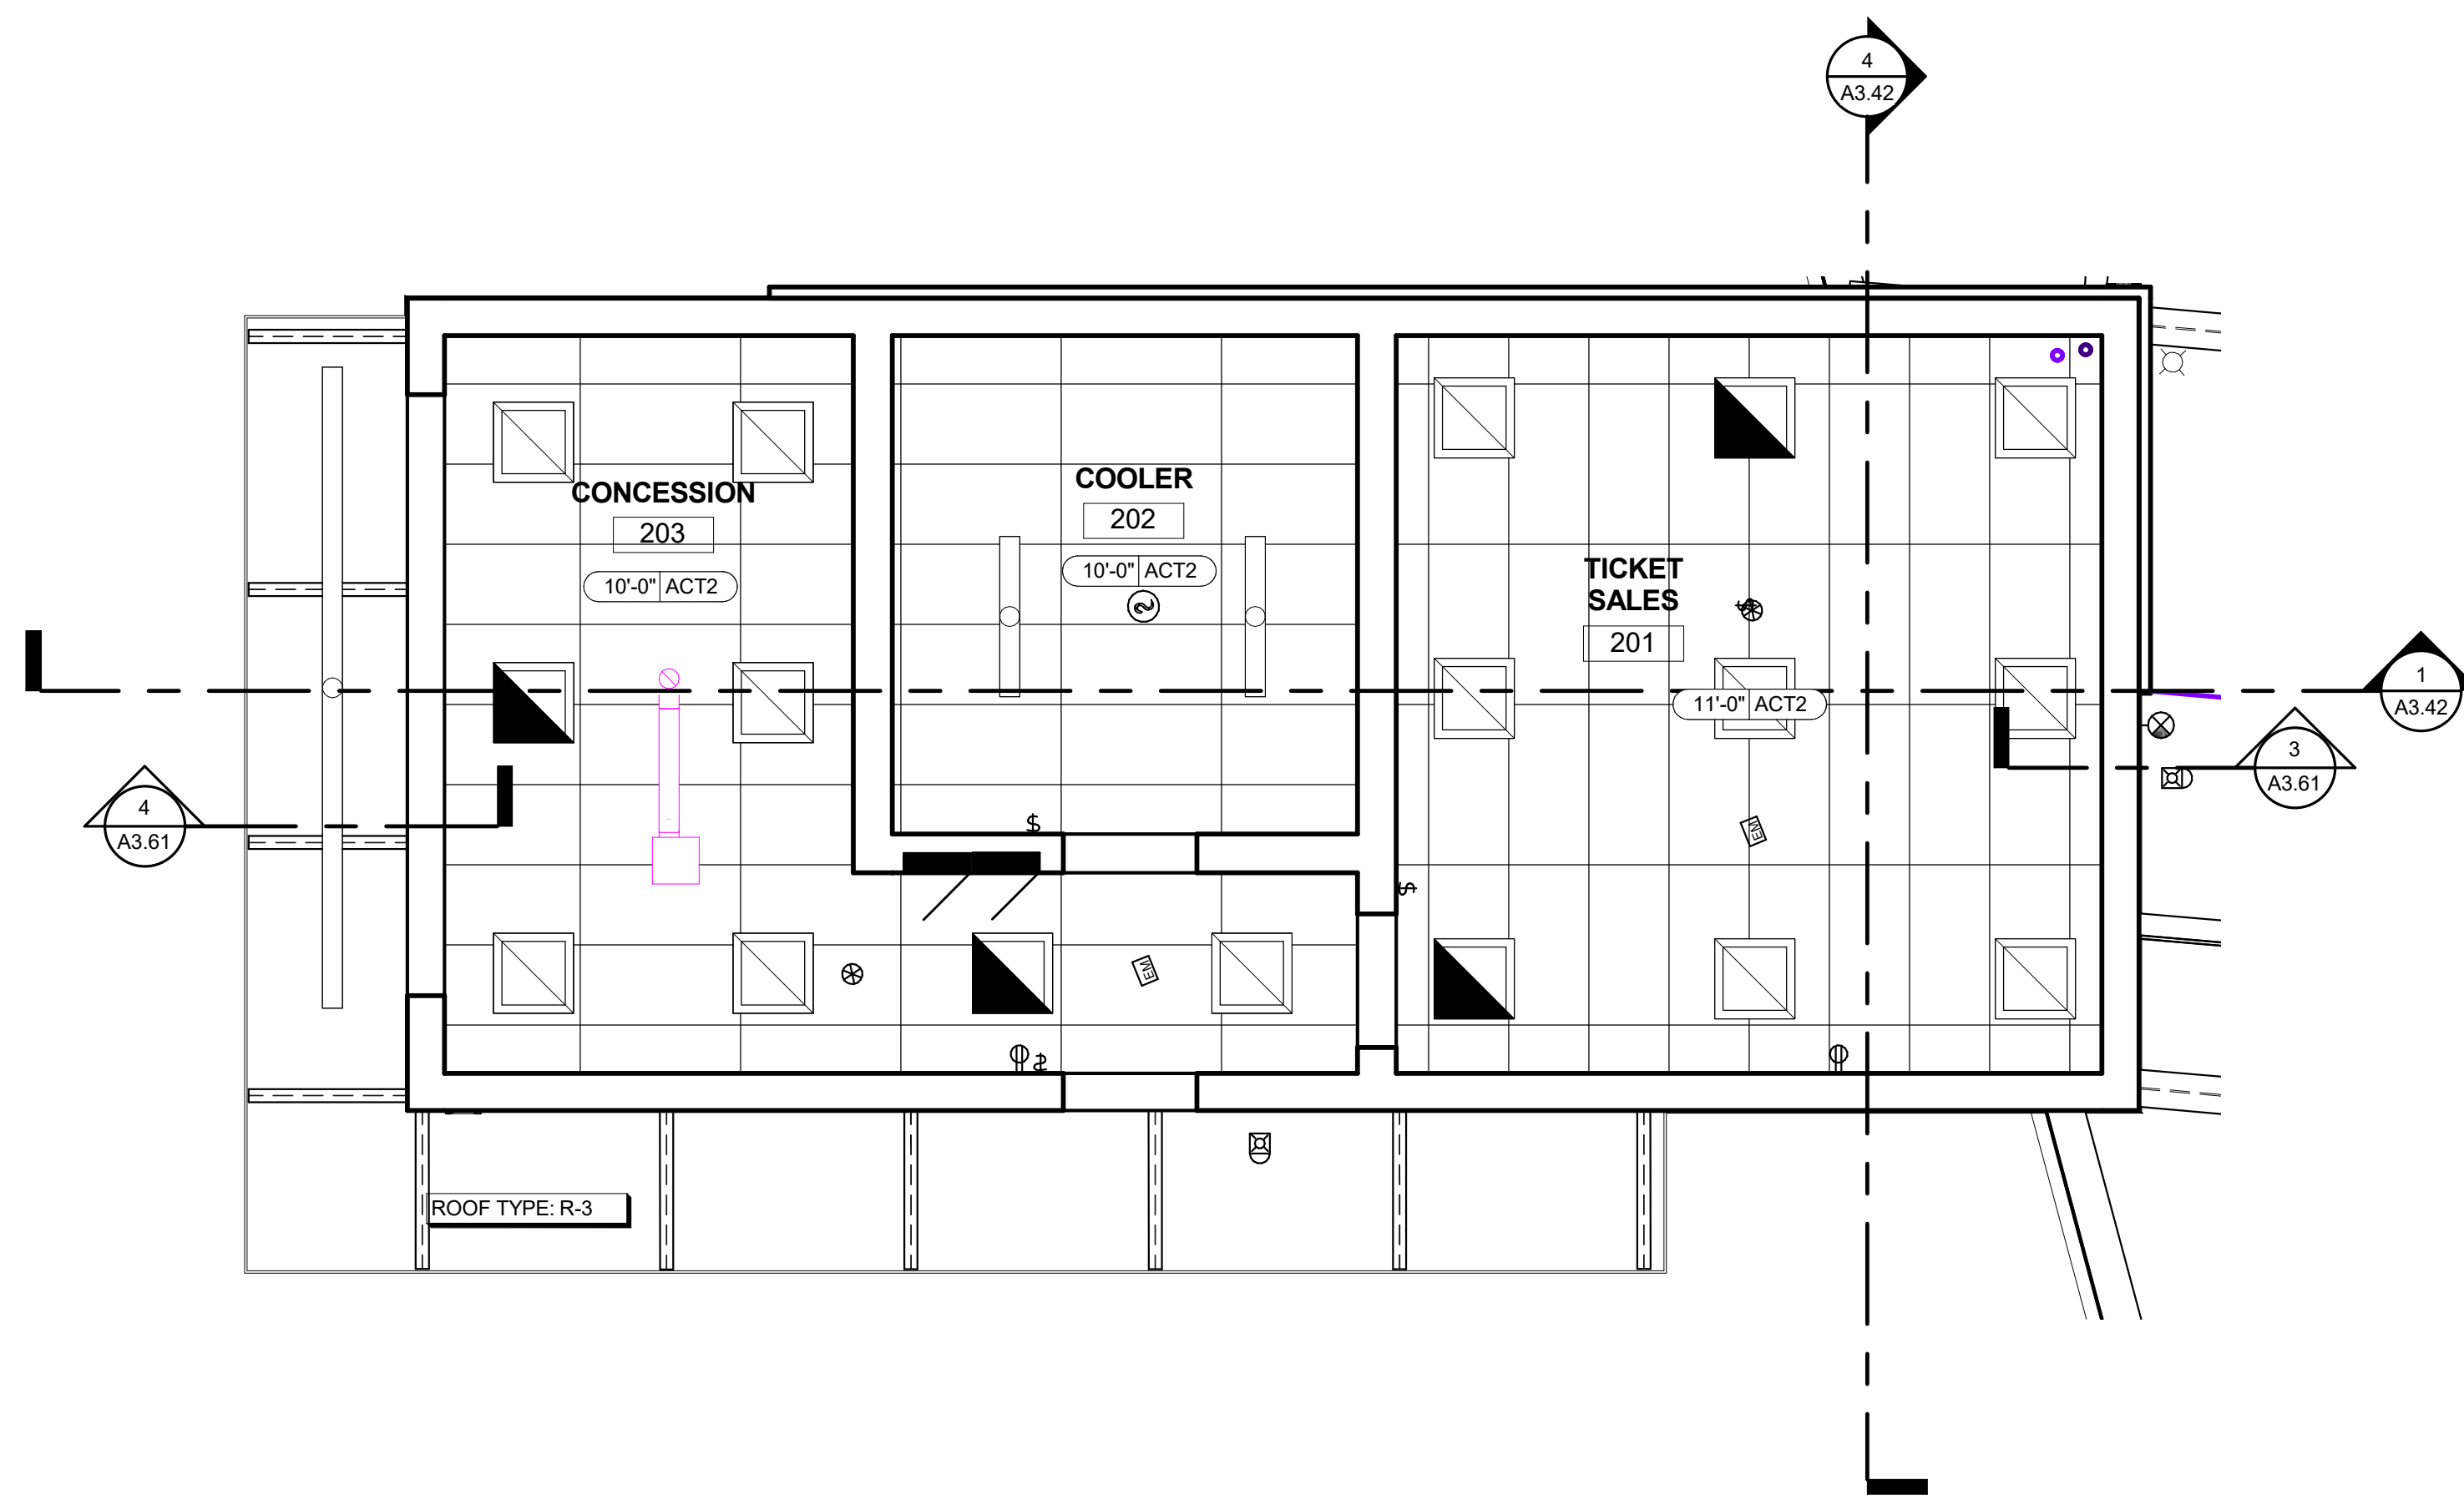 4
A3.42
CONCESSION
203
10'-0" ACT2
COOLER
202
10'-0" ACT2
TICKET
SALES
201
11'-0" ACT2
1
A3.42
3
A3.61
4
A3.61
$
$
$
$
EM
EM
ROOF TYPE: R-3